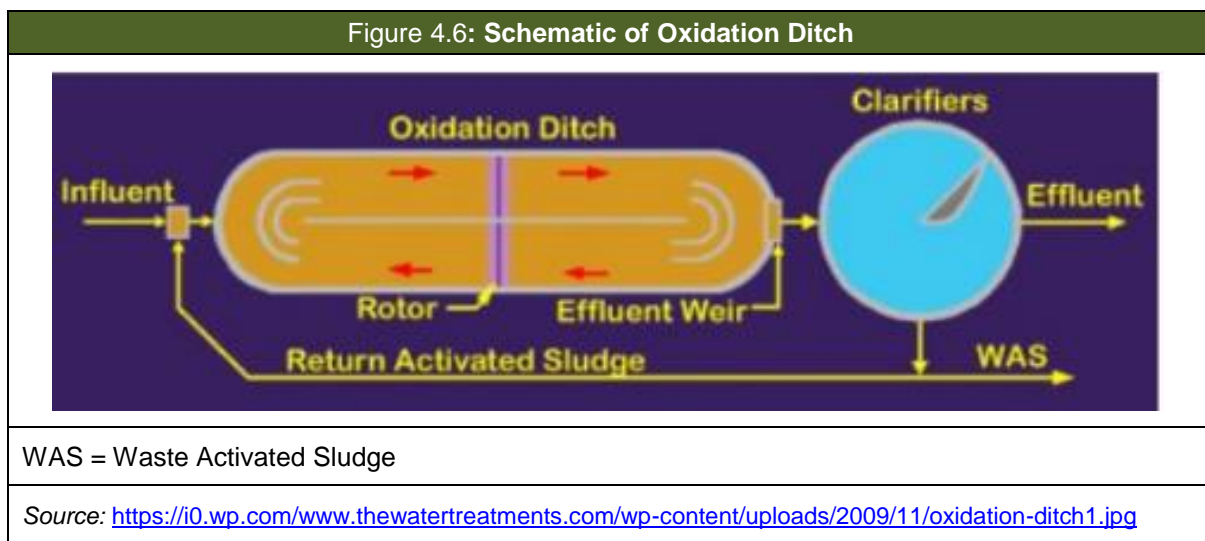 Figure 4.6: Schematic of Oxidation Ditch
Clarifiers
Oxidation Ditch
Influent
Effluent
Rotor
Effluent Weir
Return Activated Sludge
WAS
WAS = Waste Activated Sludge
Source: https://i0.wp.com/www.thewatertreatments.com/wp-content/uploads/2009/11/oxidation-ditch1.jpg